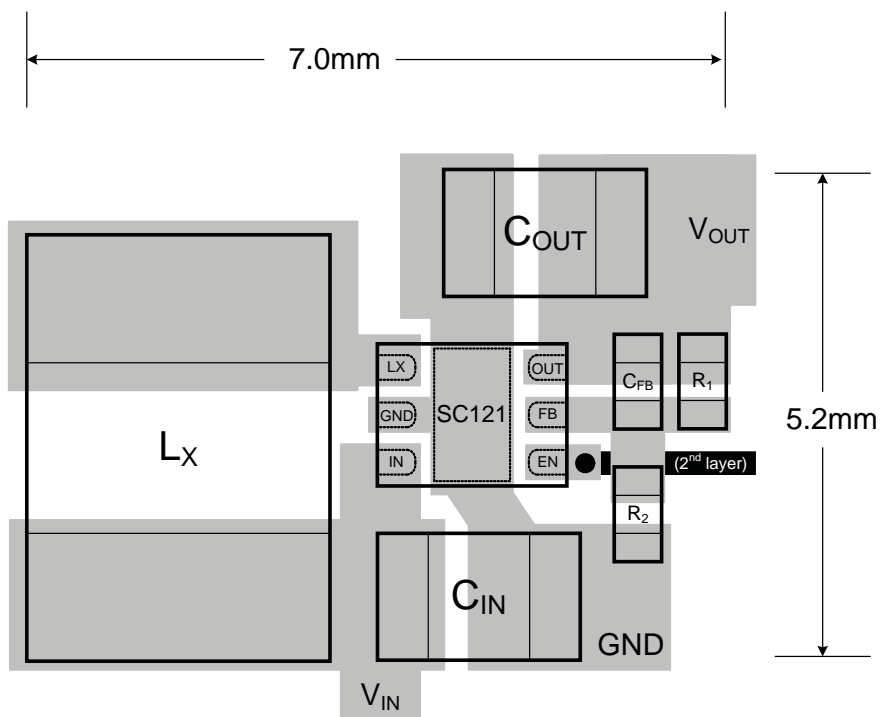 7.0mm
COUT
VOUT
LX
OUT
CFB
R1
GND
SC121
FB
5.2mm
LX
IN
EN
(2nd layer)
R2
CIN
GND
VIN